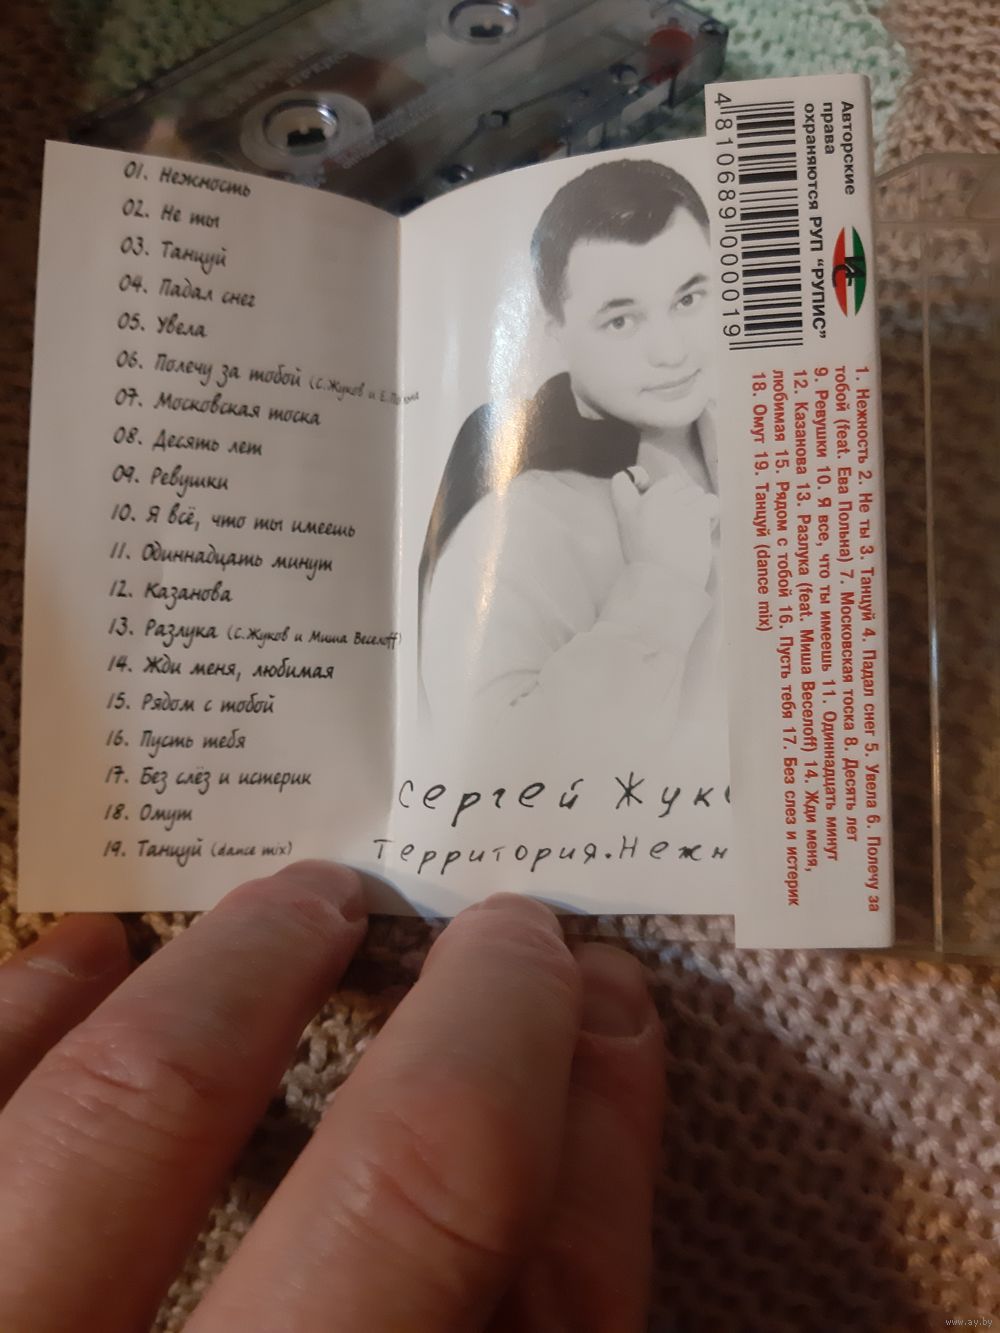 01. Нежность
02. Не ты
03. Танцуй
04. Падал снег
05. Увела
06. Полечу за тобой (С.Жуков и Е.
07. Московская тоска
08. Десять лет
09. Ревушки
10. Я всё, что ты имеешь
11. Одиннадцать минут
12. Казанова
13. Разлука (С.Жуков и Миша Веселоff)
14. Жди меня, любимая
15. Рядом с тобой
16. Пусть тебя
17. Без слёз и истерик
18. Омут
19. Танцуй (dance mix)
Сергей Жук
Территория.Нежн
4 810689 000019
Авторские
права
охраняются РУП “РУПИС”
1. Нежность 2. Не ты 3. Танцуй 4. Падал снег 5. Увела 6. Полечу за
тобой (feat. Ева Польна) 7. Московская тоска 8. Десять лет
9. Ревушки 10. Я все, что ты имеешь 11. Одиннадцать минут
12. Казанова 13. Разлука (feat. Миша Веселоff) 14. Жди меня,
любимая 15. Рядом с тобой 16. Пусть тебя 17. Без слез и истерик
18. Омут 19. Танцуй (dance mix)
www.ay.by